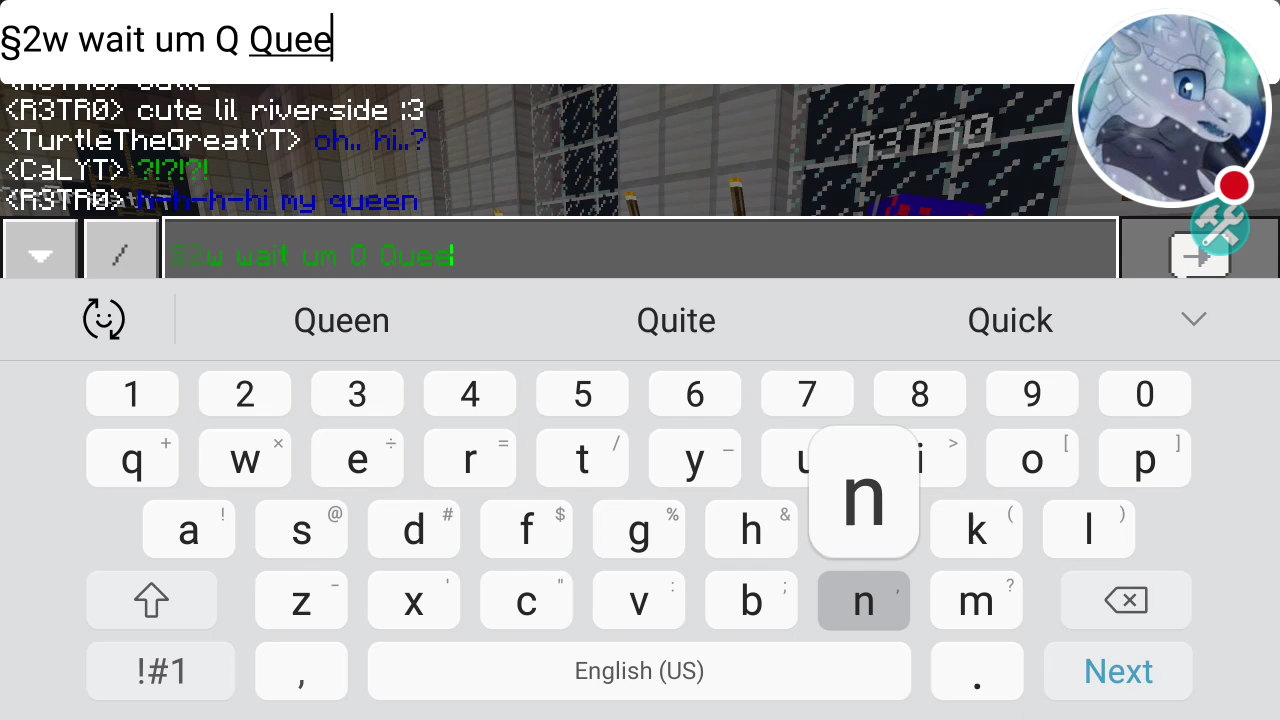 §2w wait um Q Quee
<R3TR0> cute lil riverside :3
<TurtleTheGreatYT> oh.. hi..?
<CaLYT> ?!?!?!
<R3TR0> h-h-h-hi my queen
R3TR0
/
§2w wait um Q Quee
Queen Quite Quick
1 2 3 4 5 6 7 8 9 0
q + w × e ÷ r = t / y _ u i > o [ p ]
a ! s @ d # f $ g % h & n k ( l )
z - x ' c " v : b ; n , m ?
!#1 , English (US) . Next